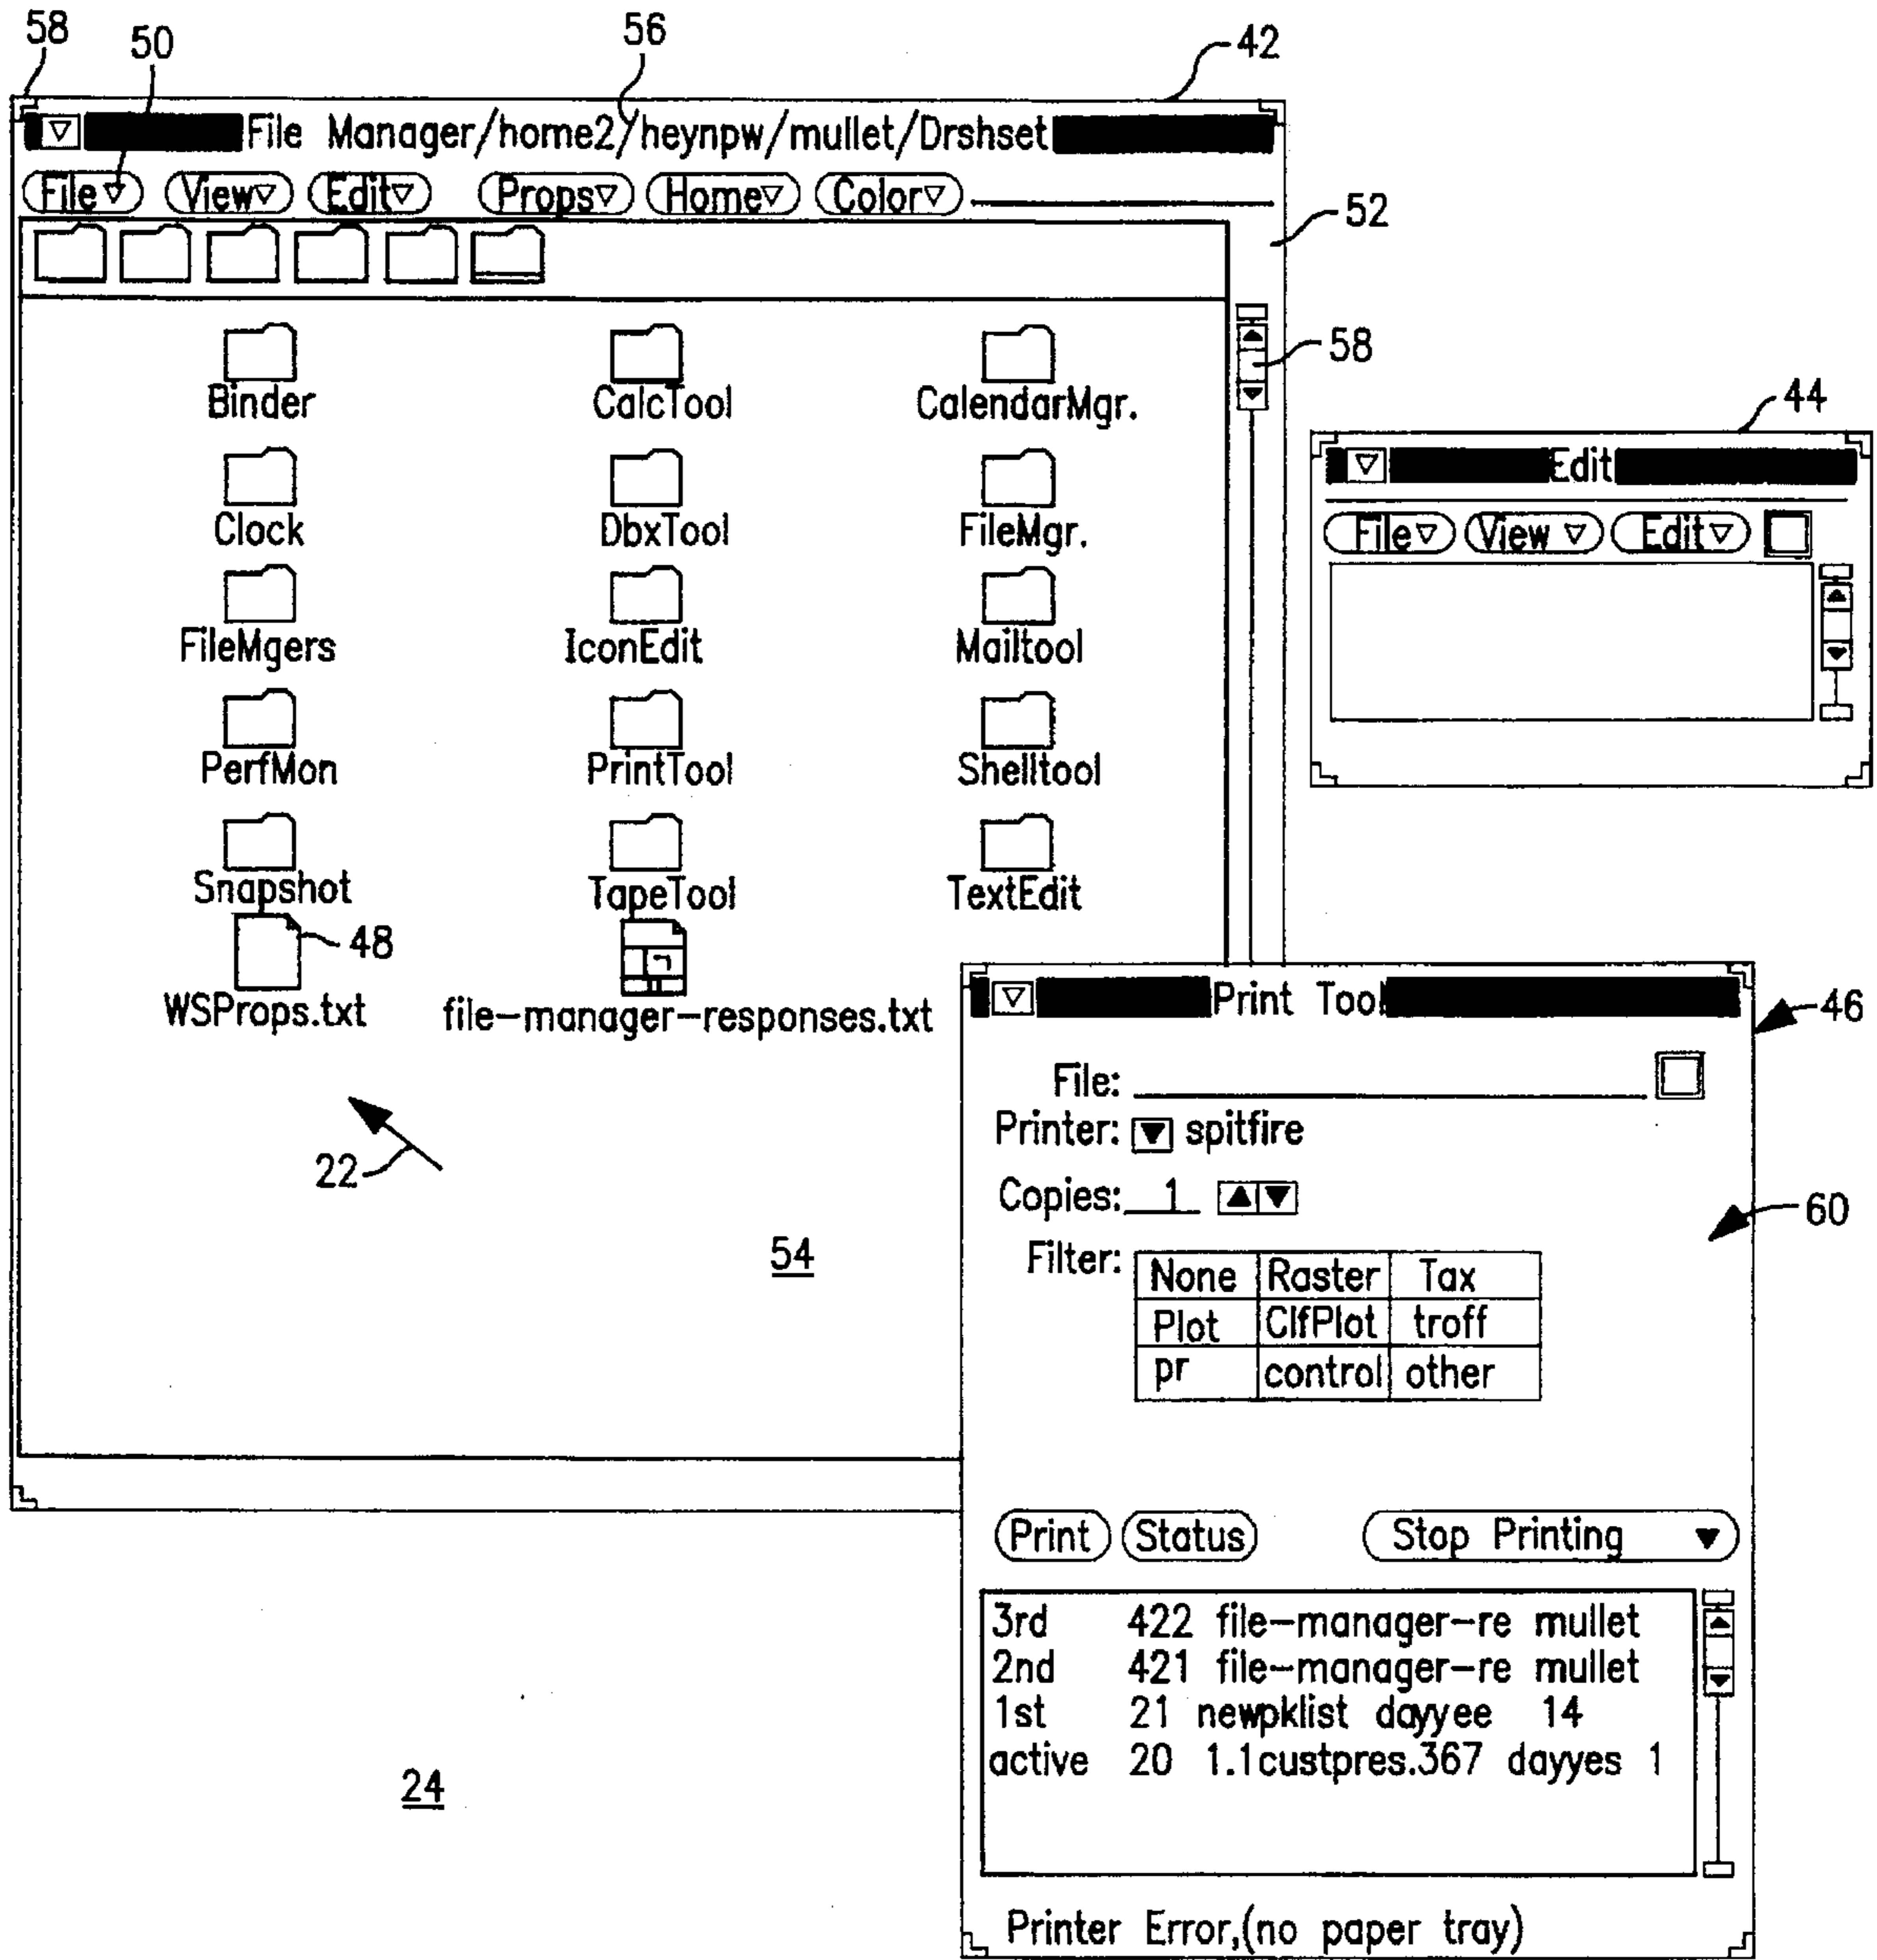 58 50 56 42
File Manager/home2/heynpw/mullet/Drshset
File View Edit Props Home Color
52
58
Binder CalcTool CalendarMgr.
44
Edit
Clock DbxTool FileMgr.
File View Edit
FileMgers IconEdit Mailtool
PerfMon PrintTool Shelltool
Snapshot TapeTool TextEdit
48
WSProps.txt file-manager-responses.txt
Print Tool
46
File:
Printer: spitfire
22
Copies: 1
60
54
Filter:
None Raster Tax
Plot ClfPlot troff
pr control other
Print Status Stop Printing
3rd 422 file-manager-re mullet
2nd 421 file-manager-re mullet
1st 21 newpklist dayyee 14
active 20 1.1custpres.367 dayyes 1
24
Printer Error,(no paper tray)